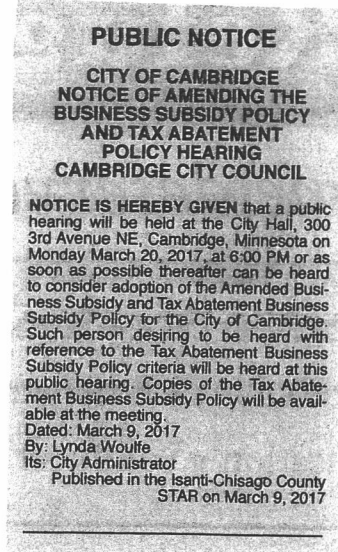 PUBLIC NOTICE
CITY OF CAMBRIDGE
NOTICE OF AMENDING THE
BUSINESS SUBSIDY POLICY
AND TAX ABATEMENT
POLICY HEARING
CAMBRIDGE CITY COUNCIL
NOTICE IS HEREBY GIVEN that a public
hearing will be held at the City Hall, 300
3rd Avenue NE, Cambridge, Minnesota on
Monday March 20, 2017, at 6:00 PM or as
soon as possible thereafter can be heard
to consider adoption of the Amended Busi-
ness Subsidy and Tax Abatement Business
Subsidy Policy for the City of Cambridge.
Such person desiring to be heard with
reference to the Tax Abatement Business
Subsidy Policy criteria will be heard at this
public hearing. Copies of the Tax Abate-
ment Business Subsidy Policy will be avail-
able at the meeting.
Dated: March 9, 2017
By: Lynda Woulfe
Its: City Administrator
Published in the Isanti-Chisago County
STAR on March 9, 2017